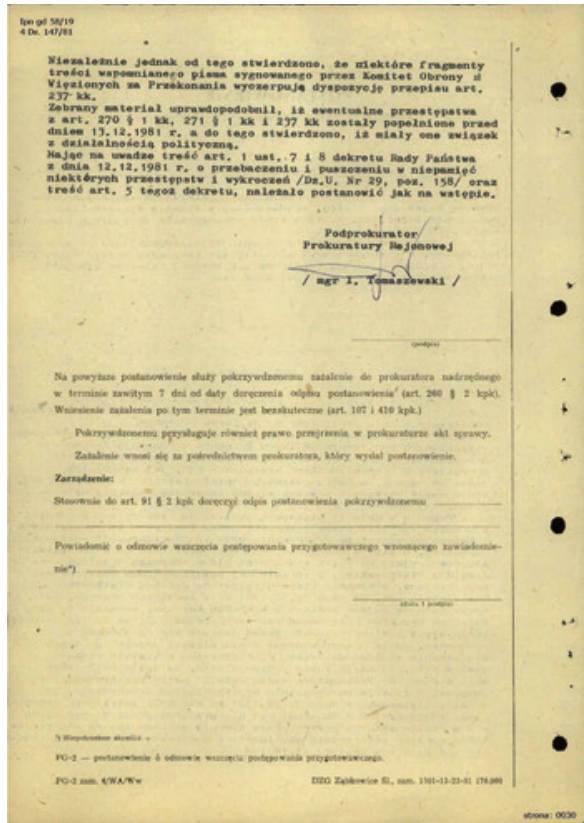 Ipn gd 58/19
4 Ds. 147/81
Niezależnie jednak od tego stwierdzono, że niektóre fragmenty
treści wspomnianego pisma sygnowanego przez Komitet Obrony
Więzionych za Przekonania wyczerpują dyspozycję przepisu art.
237 kk.
Zebrany materiał uprawdopodobnił, iż ewentualne przestępstwa
z art. 270 § 1 kk, 271 § 1 kk i 237 kk zostały popełnione przed
dniem 13.12.1981 r. a do tego stwierdzono, iż miały one związek
z działalnością polityczną.
Mając na uwadze treść art. 1 ust. 7 i 8 dekretu Rady Państwa
z dnia 12.12.1981 r. o przebaczeniu i puszczeniu w niepamięć
niektórych przestępstw i wykroczeń /Dz.U. Nr 29, poz. 158/ oraz
treść art. 5 tegoż dekretu, należało postanowić jak na wstępie.
Podprokurator
Prokuratury Rejonowej
/ mgr I. Tomaszewski /
(podpis)
Na powyższe postanowienie służy pokrzywdzonemu zażalenie do prokuratora nadrzędnego
w terminie zawitym 7 dni od daty doręczenia odpisu postanowienia (art. 260 § 2 kpk).
Wniesienie zażalenia po tym terminie jest bezskuteczne (art. 107 i 410 kpk.)
Pokrzywdzonemu przysługuje również prawo przejrzenia w prokuraturze akt sprawy.
Zażalenie wnosi się za pośrednictwem prokuratora, który wydał postanowienie.
Zarządzenie:
Stosownie do art. 91 § 2 kpk doręczyć odpis postanowienia pokrzywdzonemu
Powiadomić o odmowie wszczęcia postępowania przygotowawczego wnoszącego zawiadomie-
nie*)
(data i podpis)
*) Niepotrzebne skreślić
PG-2 — postanowienie o odmowie wszczęcia postępowania przygotowawczego.
PG-2 zam. 4/WA/Ww DZG Ząbkowice Śl., zam. 1501-13-23-81 176.000
strona: 0030